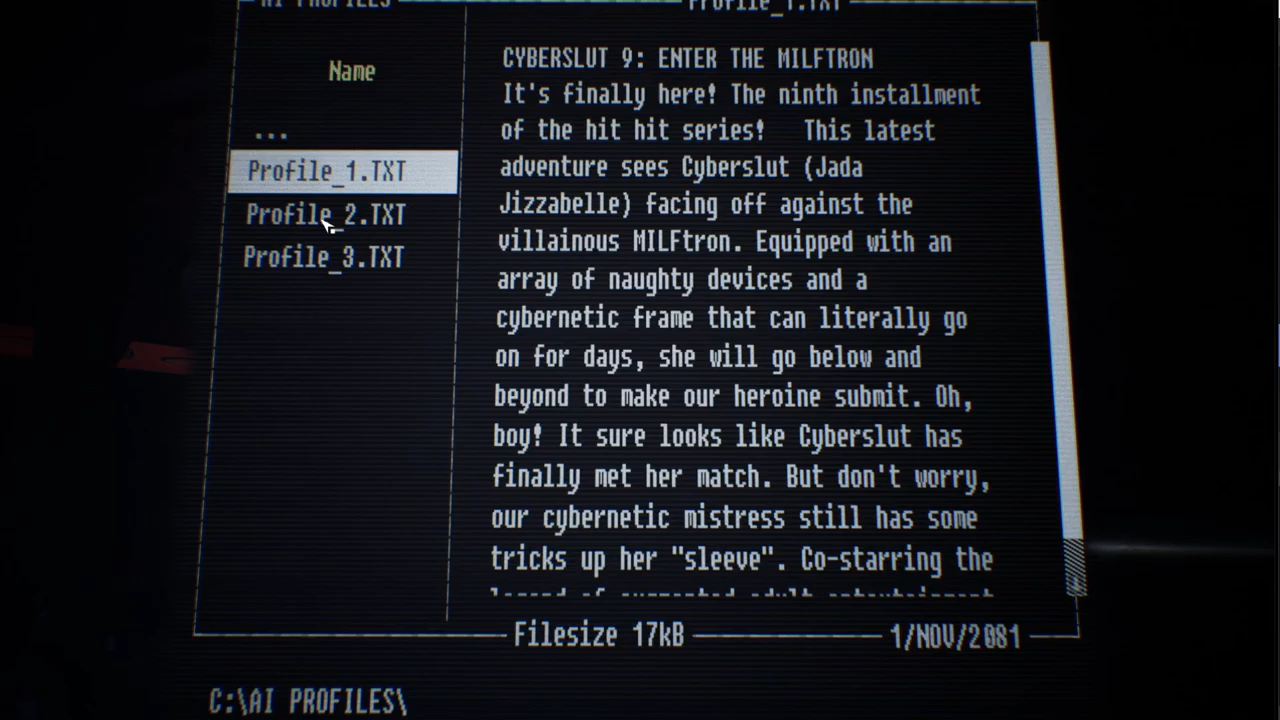 AI PROFILES
Profile_1.TXT
Name
...
Profile_1.TXT
Profile_2.TXT
Profile_3.TXT
CYBERSLUT 9: ENTER THE MILFTRON
It's finally here! The ninth installment
of the hit hit series! This latest
adventure sees Cyberslut (Jada
Jizzabelle) facing off against the
villainous MILFtron. Equipped with an
array of naughty devices and a
cybernetic frame that can literally go
on for days, she will go below and
beyond to make our heroine submit. Oh,
boy! It sure looks like Cyberslut has
finally met her match. But don't worry,
our cybernetic mistress still has some
tricks up her "sleeve". Co-starring the
Filesize 17kB
1/NOV/2081
C:\AI PROFILES\